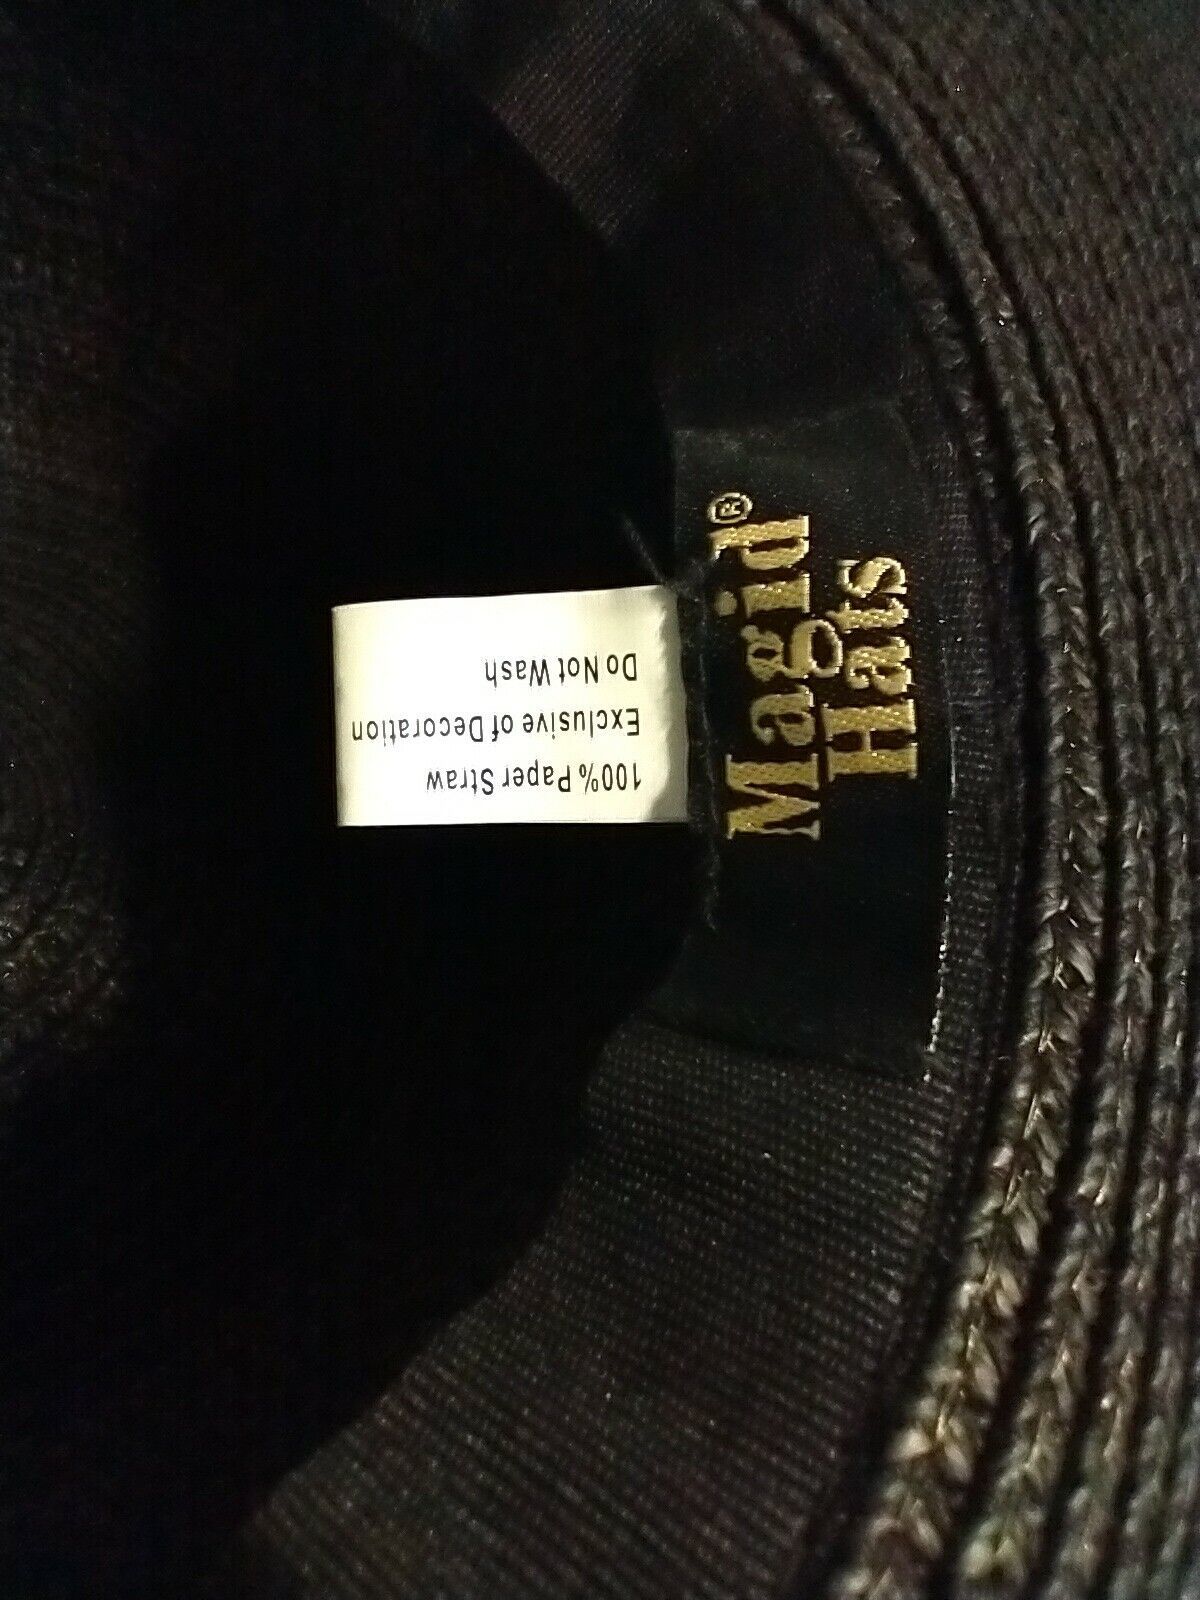 Magid®
Hats
100% Paper Straw
Exclusive of Decoration
Do Not Wash